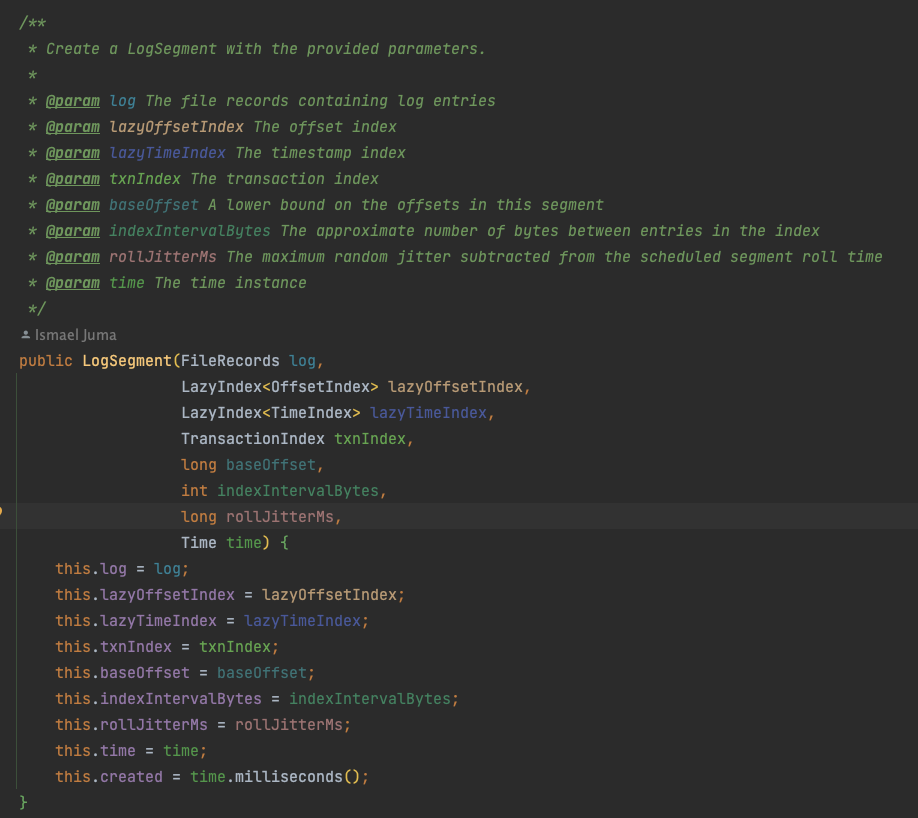 /**
 * Create a LogSegment with the provided parameters.
 *
 * @param log The file records containing log entries
 * @param lazyOffsetIndex The offset index
 * @param lazyTimeIndex The timestamp index
 * @param txnIndex The transaction index
 * @param baseOffset A lower bound on the offsets in this segment
 * @param indexIntervalBytes The approximate number of bytes between entries in the index
 * @param rollJitterMs The maximum random jitter subtracted from the scheduled segment roll time
 * @param time The time instance
 */
Ismael Juma
public LogSegment(FileRecords log,
                  LazyIndex<OffsetIndex> lazyOffsetIndex,
                  LazyIndex<TimeIndex> lazyTimeIndex,
                  TransactionIndex txnIndex,
                  long baseOffset,
                  int indexIntervalBytes,
                  long rollJitterMs,
                  Time time) {
    this.log = log;
    this.lazyOffsetIndex = lazyOffsetIndex;
    this.lazyTimeIndex = lazyTimeIndex;
    this.txnIndex = txnIndex;
    this.baseOffset = baseOffset;
    this.indexIntervalBytes = indexIntervalBytes;
    this.rollJitterMs = rollJitterMs;
    this.time = time;
    this.created = time.milliseconds();
}